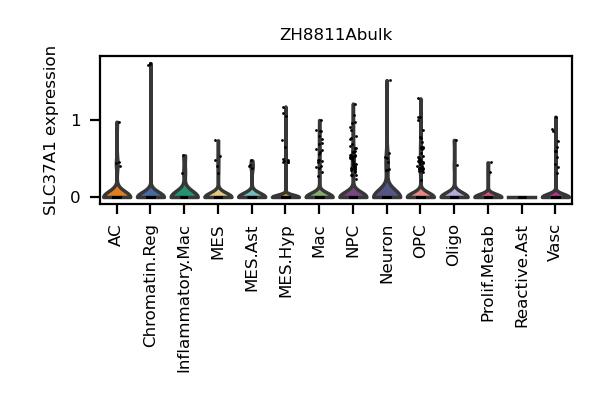 ZH8811Abulk
SLC37A1 expression
1
0
AC
Chromatin.Reg
Inflammatory.Mac
MES
MES.Ast
MES.Hyp
Mac
NPC
Neuron
OPC
Oligo
Prolif.Metab
Reactive.Ast
Vasc